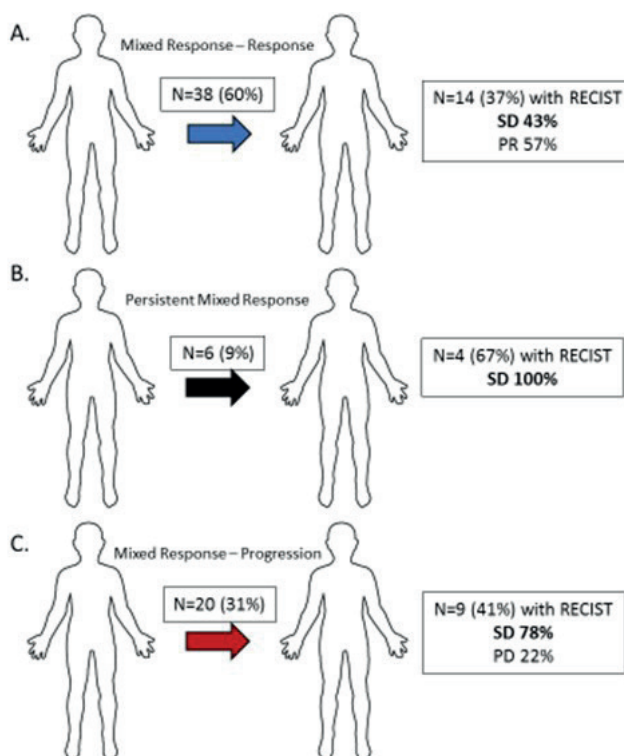 A.
Mixed Response – Response
N=38 (60%)
N=14 (37%) with RECIST
SD 43%
PR 57%
B.
Persistent Mixed Response
N=6 (9%)
N=4 (67%) with RECIST
SD 100%
C.
Mixed Response – Progression
N=20 (31%)
N=9 (41%) with RECIST
SD 78%
PD 22%